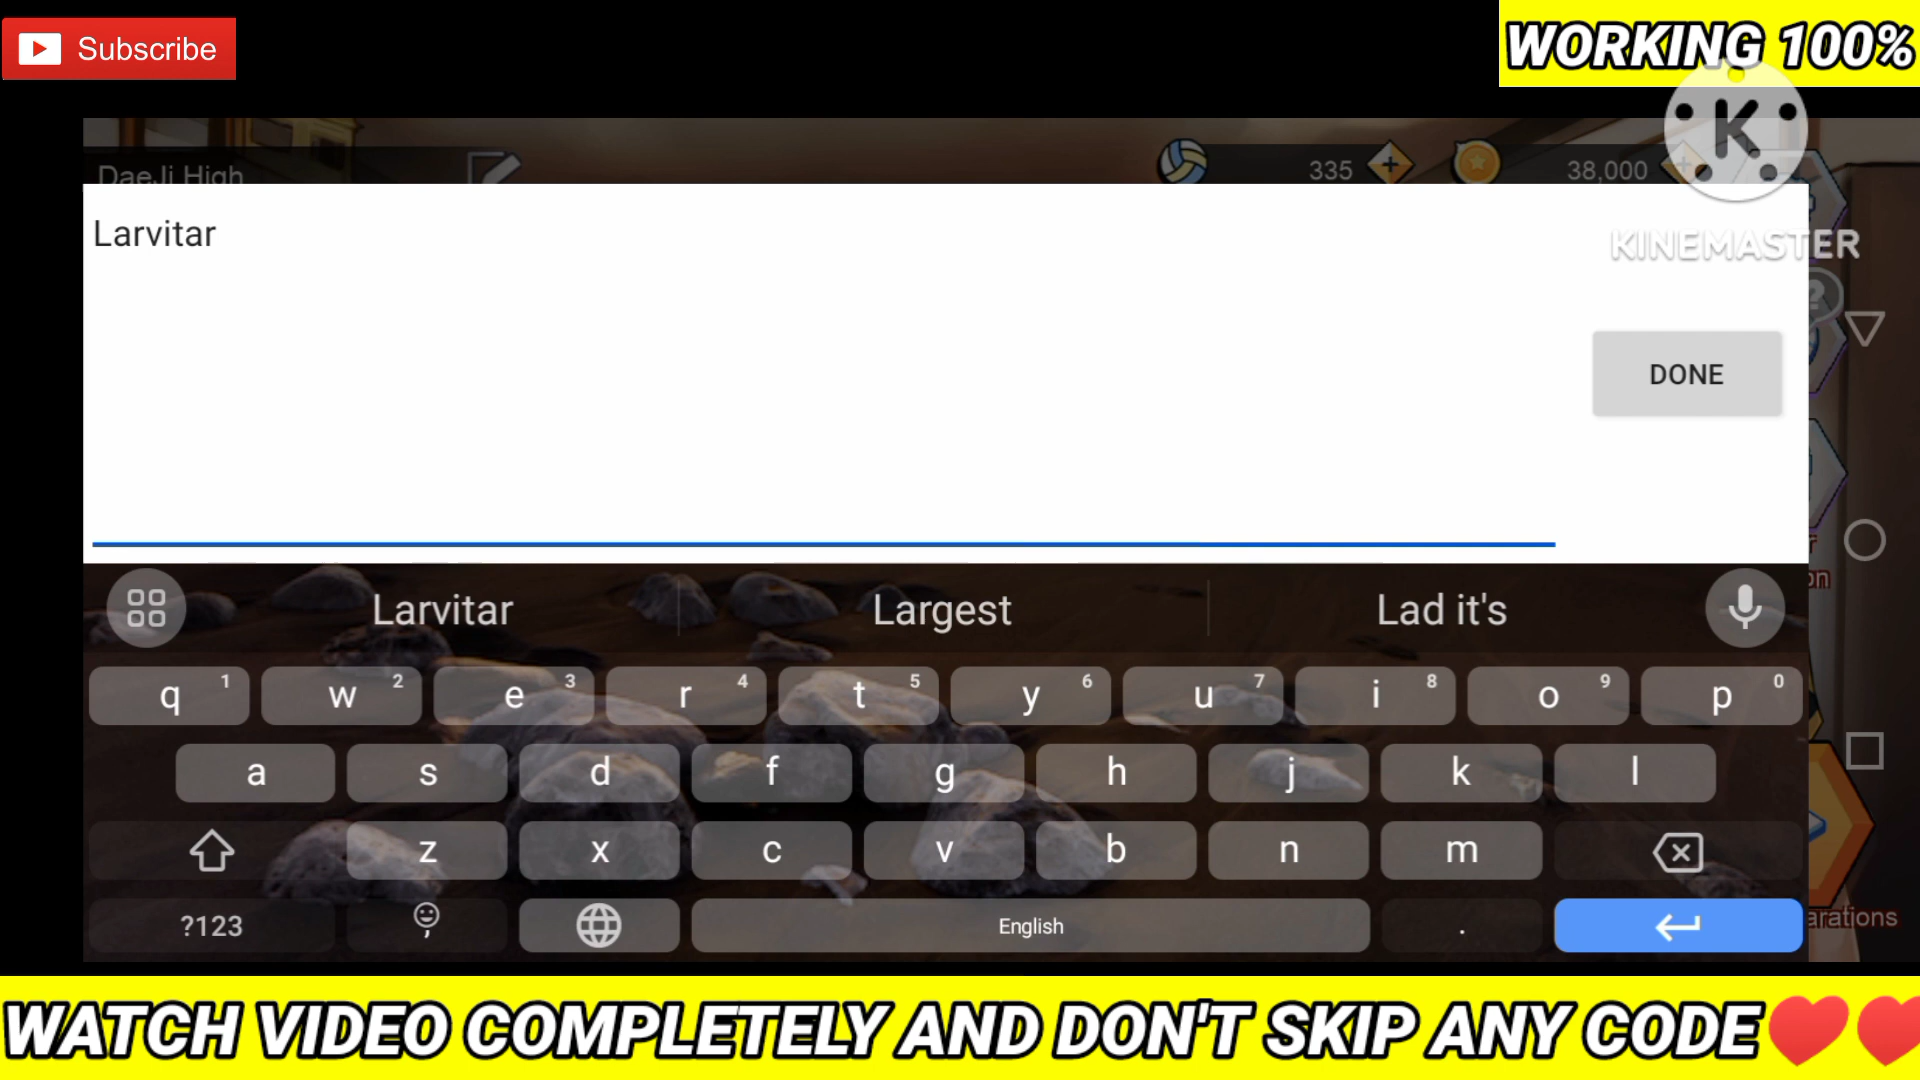 Subscribe
WORKING 100%
K
KINEMASTER
DaeJi High
335
38,000
Larvitar
?
DONE
Larvitar
Largest
Lad it's
q 1 w 2 e 3 r 4 t 5 y 6 u 7 i 8 o 9 p 0
a s d f g h j k l
z x c v b n m
?123
,
English
.
arations
WATCH VIDEO COMPLETELY AND DON'T SKIP ANY CODE